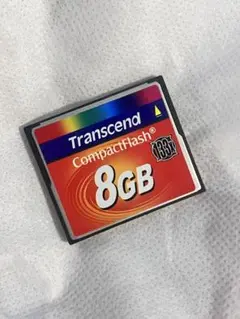 Transcend
CompactFlash®
133x
8GB